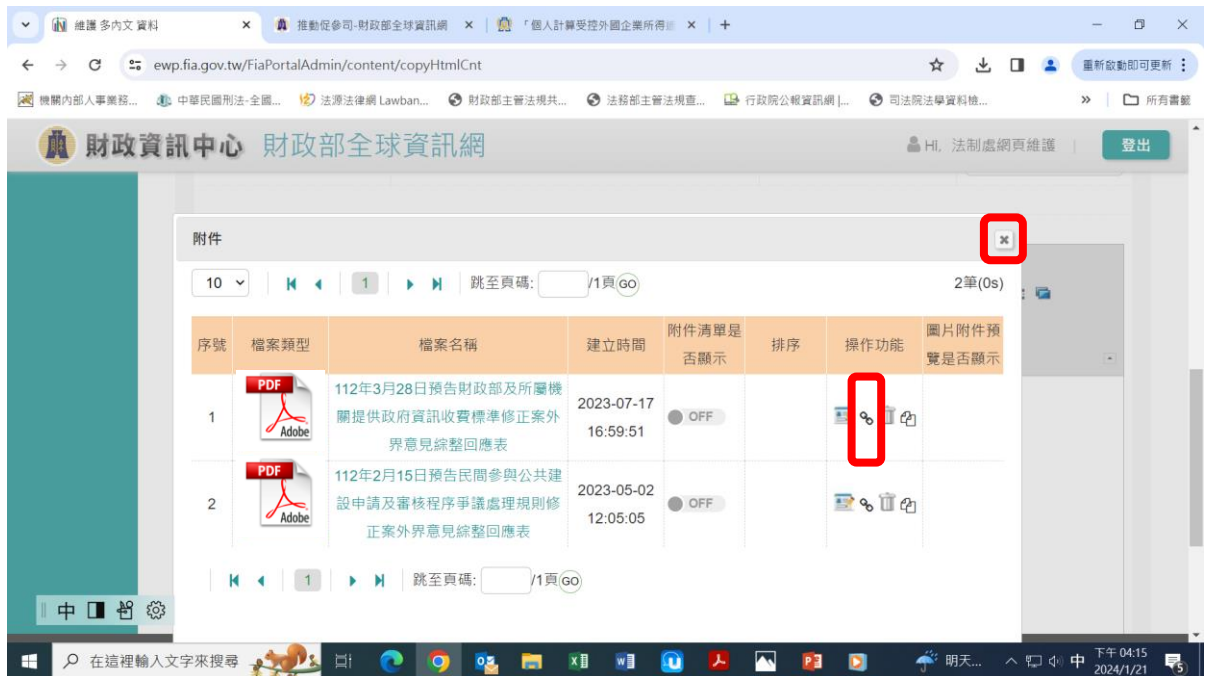 維護 多內文 資料
推動促參司-財政部全球資訊網
「個人計算受控外國企業所得
ewp.fia.gov.tw/FiaPortalAdmin/content/copyHtmlCnt
重新啟動即可更新
機關內部人事業務...
中華民國刑法-全國...
法源法律網 Lawban...
財政部主管法規共...
法務部主管法規查...
行政院公報資訊網 |...
司法院法學資料檢...
»
所有書籤
財政資訊中心 財政部全球資訊網
HI, 法制處網頁維護
登出
附件
10 1 跳至頁碼: /1頁 GO 2筆(0s)
序號 檔案類型 檔案名稱 建立時間 附件清單是否顯示 排序 操作功能 圖片附件預覽是否顯示
1
PDF
Adobe
112年3月28日預告財政部及所屬機
關提供政府資訊收費標準修正案外
界意見綜整回應表
2023-07-17
16:59:51
OFF
2
PDF
Adobe
112年2月15日預告民間參與公共建
設申請及審核程序爭議處理規則修
正案外界意見綜整回應表
2023-05-02
12:05:05
OFF
1 跳至頁碼: /1頁 GO
中
在這裡輸入文字來搜尋
明天...
中
下午 04:15
2024/1/21
5